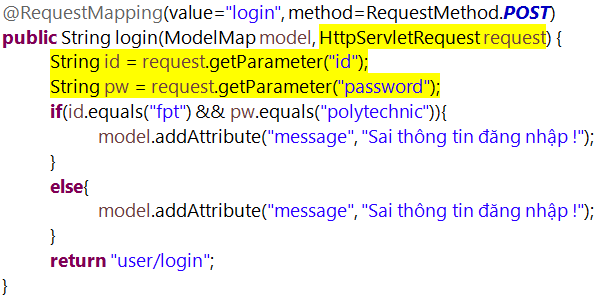 @RequestMapping(value="login", method=RequestMethod.POST)
public String login(ModelMap model, HttpServletRequest request) {
String id = request.getParameter("id");
String pw = request.getParameter("password");
if(id.equals("fpt") && pw.equals("polytechnic")){
model.addAttribute("message", "Sai thông tin đăng nhập !");
}
else{
model.addAttribute("message", "Sai thông tin đăng nhập !");
}
return "user/login";
}